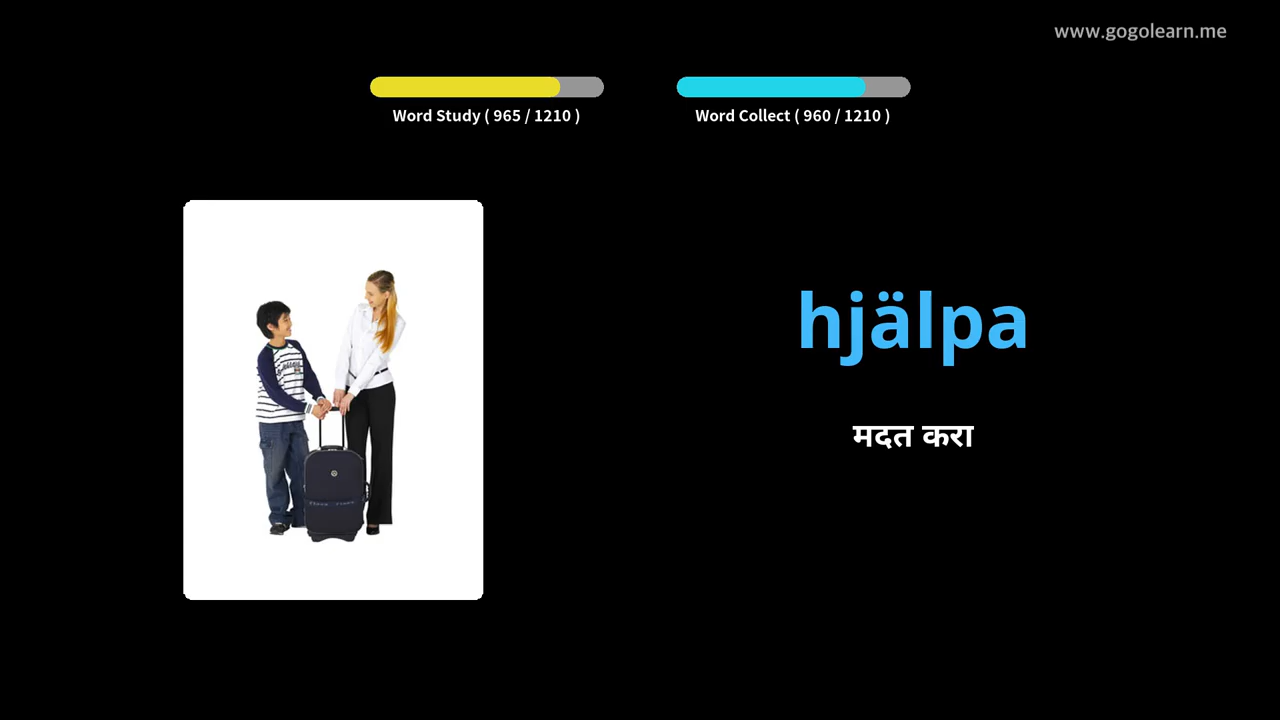 www.gogolearn.me
Word Study ( 965 / 1210 )
Word Collect ( 960 / 1210 )
hjälpa
मदत करा